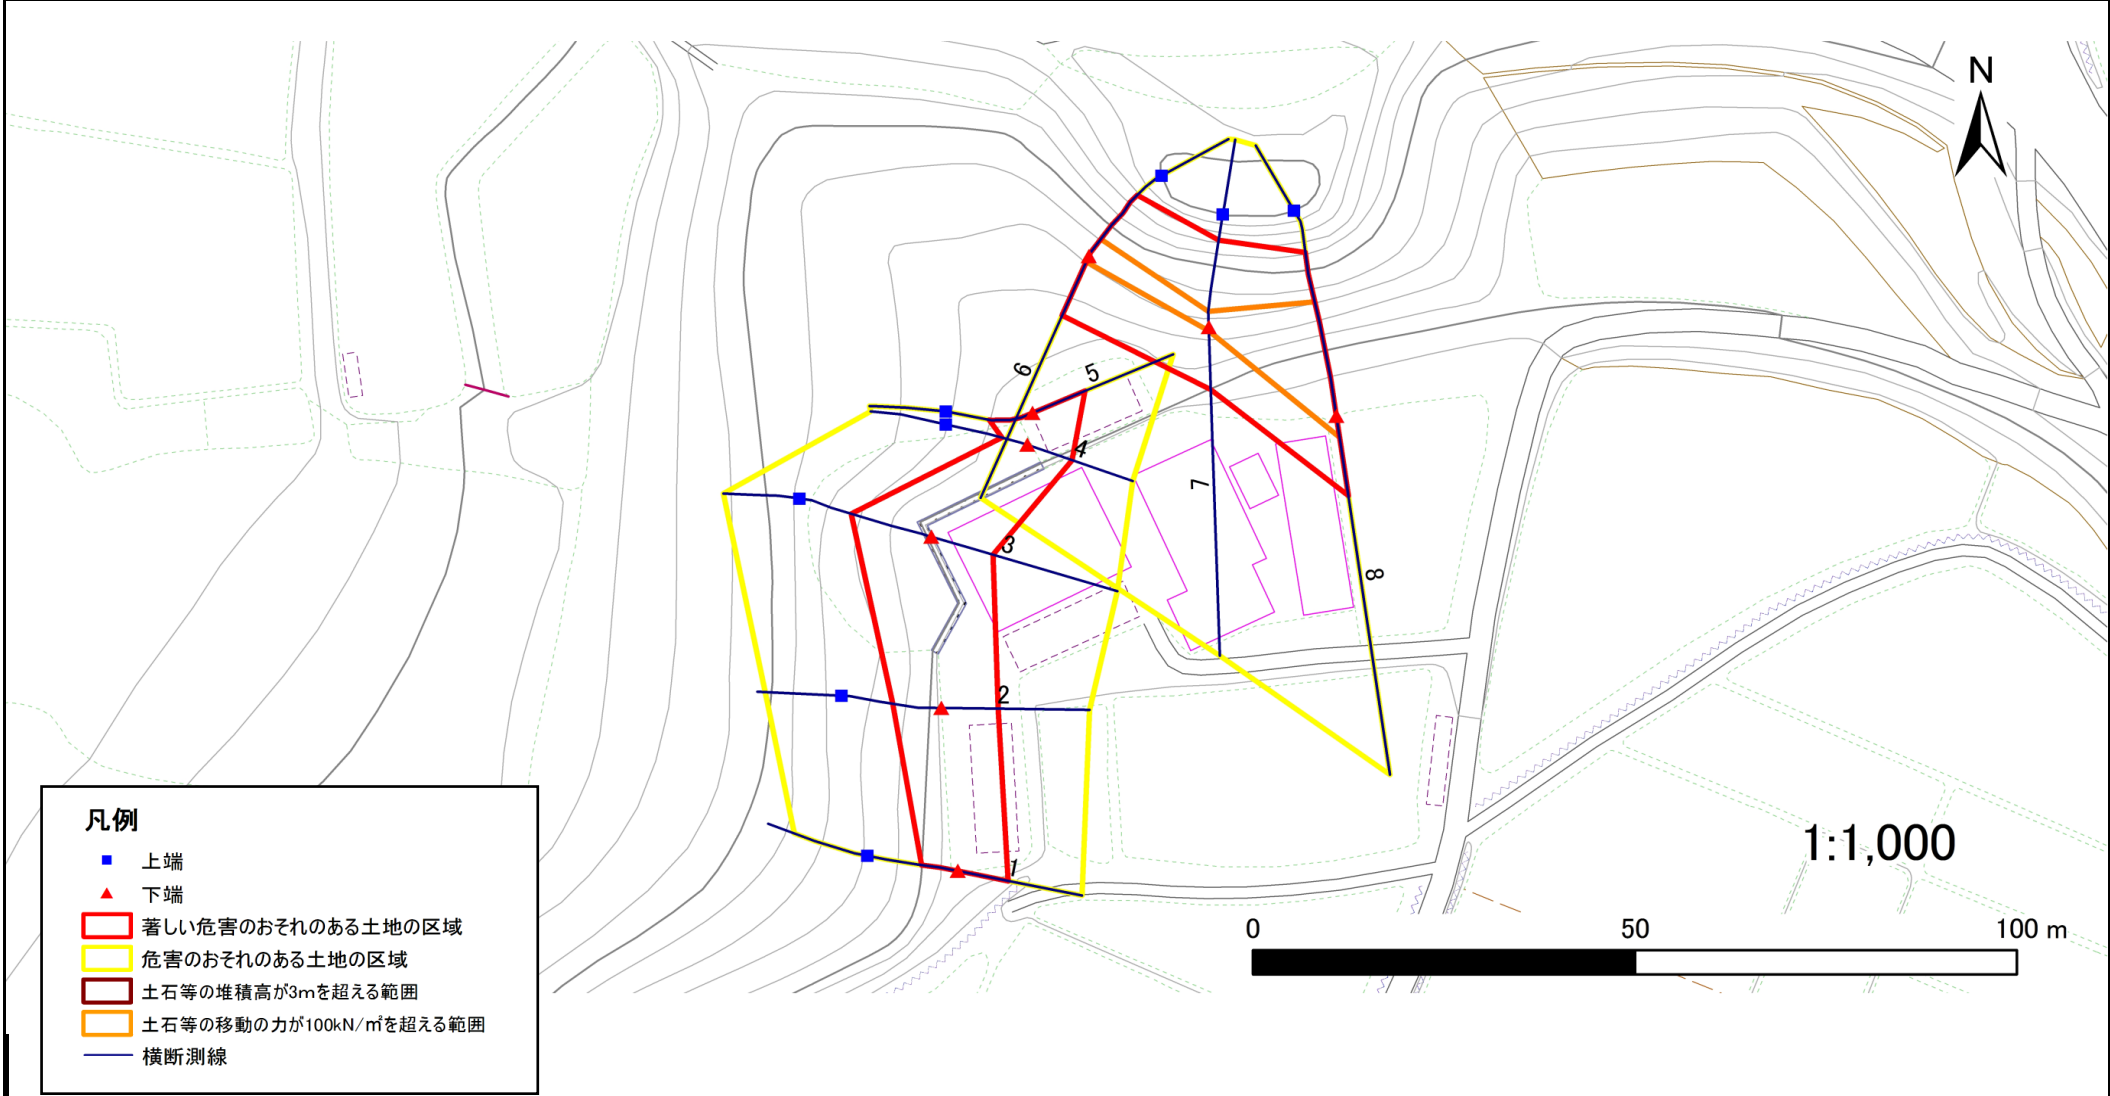 N
6
5
4
7
3
8
2
1
1:1,000
0 50 100 m
凡例
上端
下端
著しい危害のおそれのある土地の区域
危害のおそれのある土地の区域
土石等の堆積高が3mを超える範囲
土石等の移動の力が100kN/㎡を超える範囲
横断測線